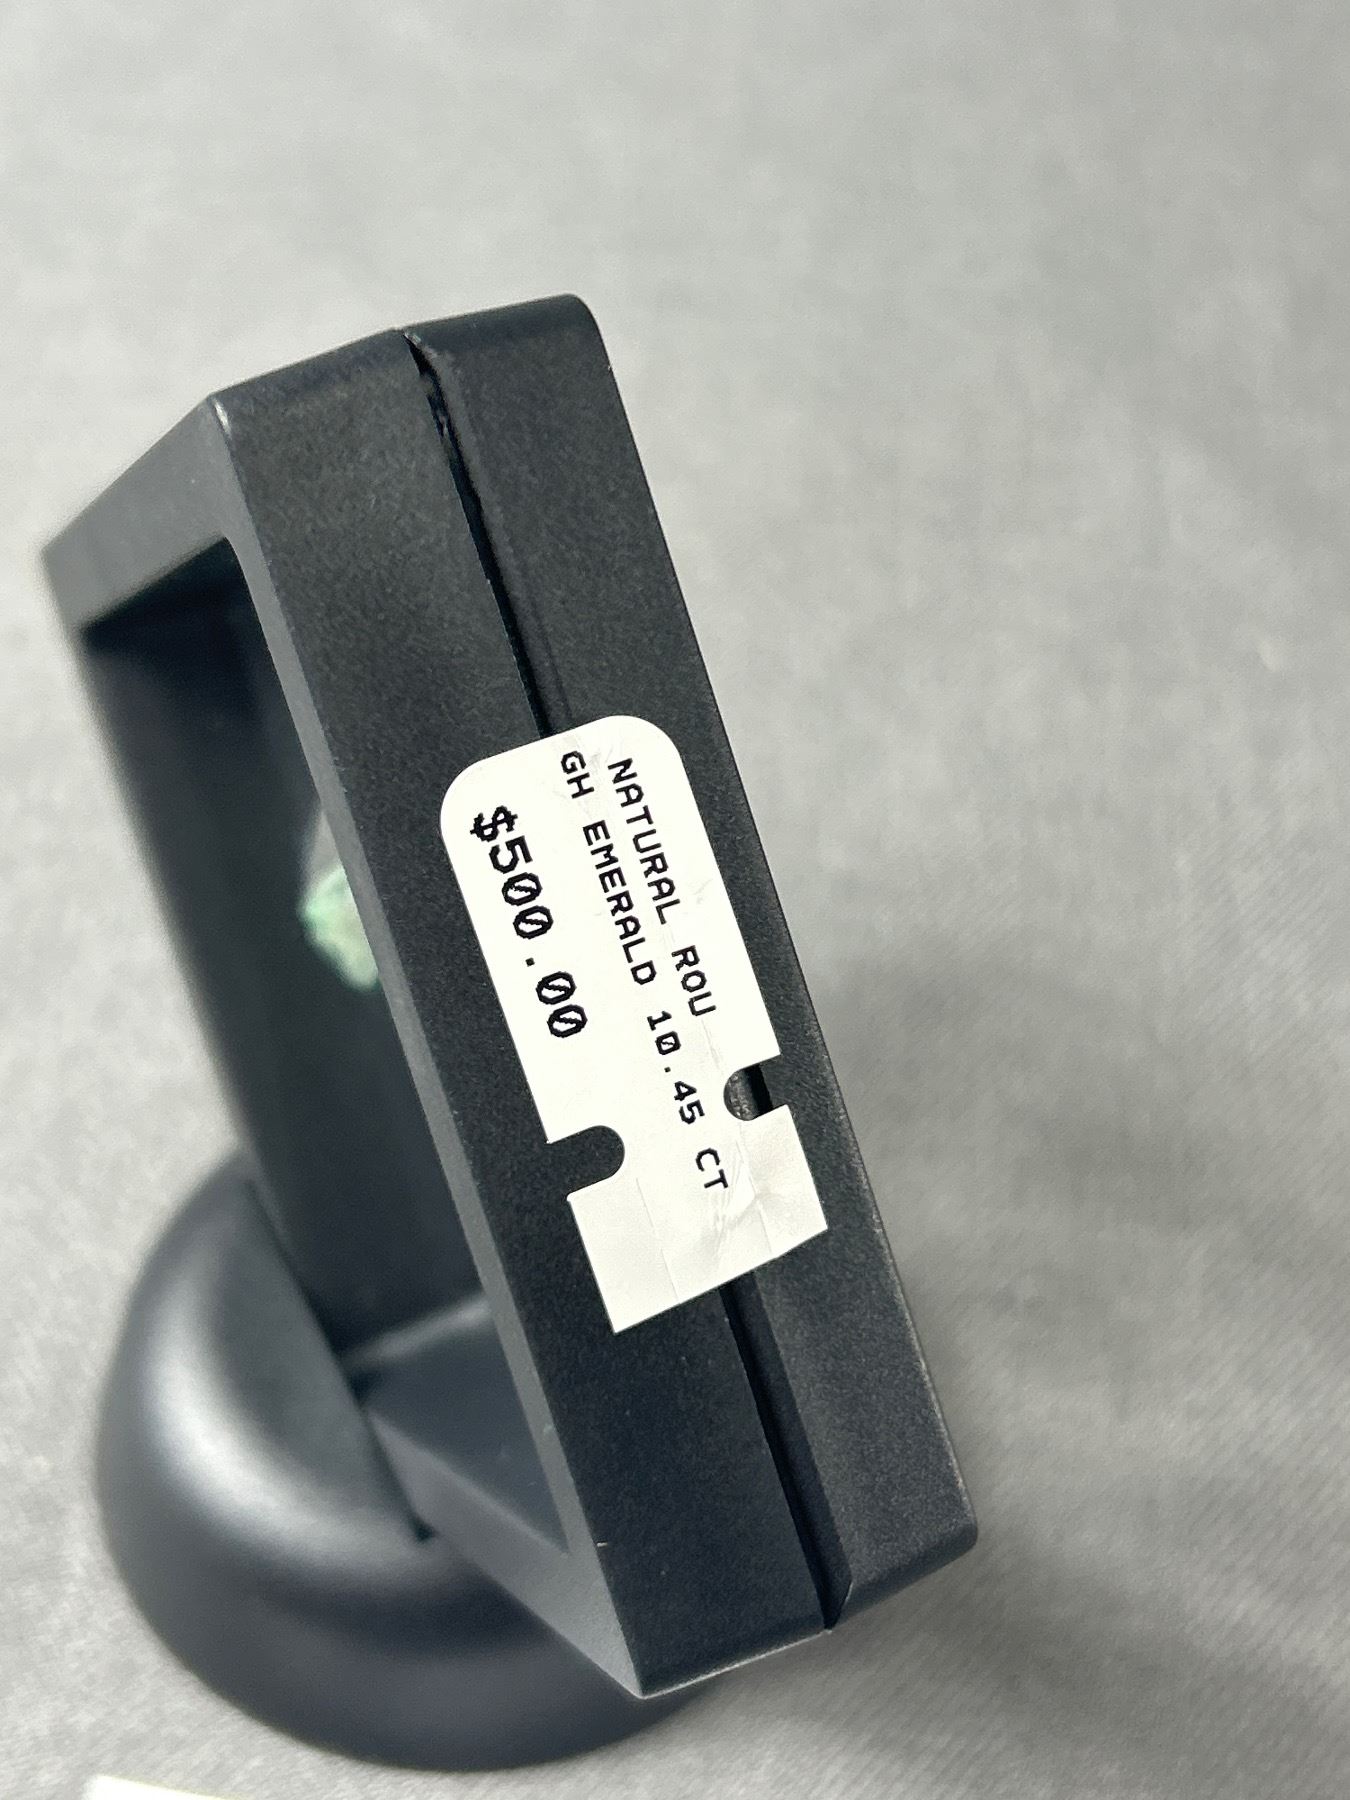 NATURAL ROU
GH EMERALD 10.45 CT
$500.00